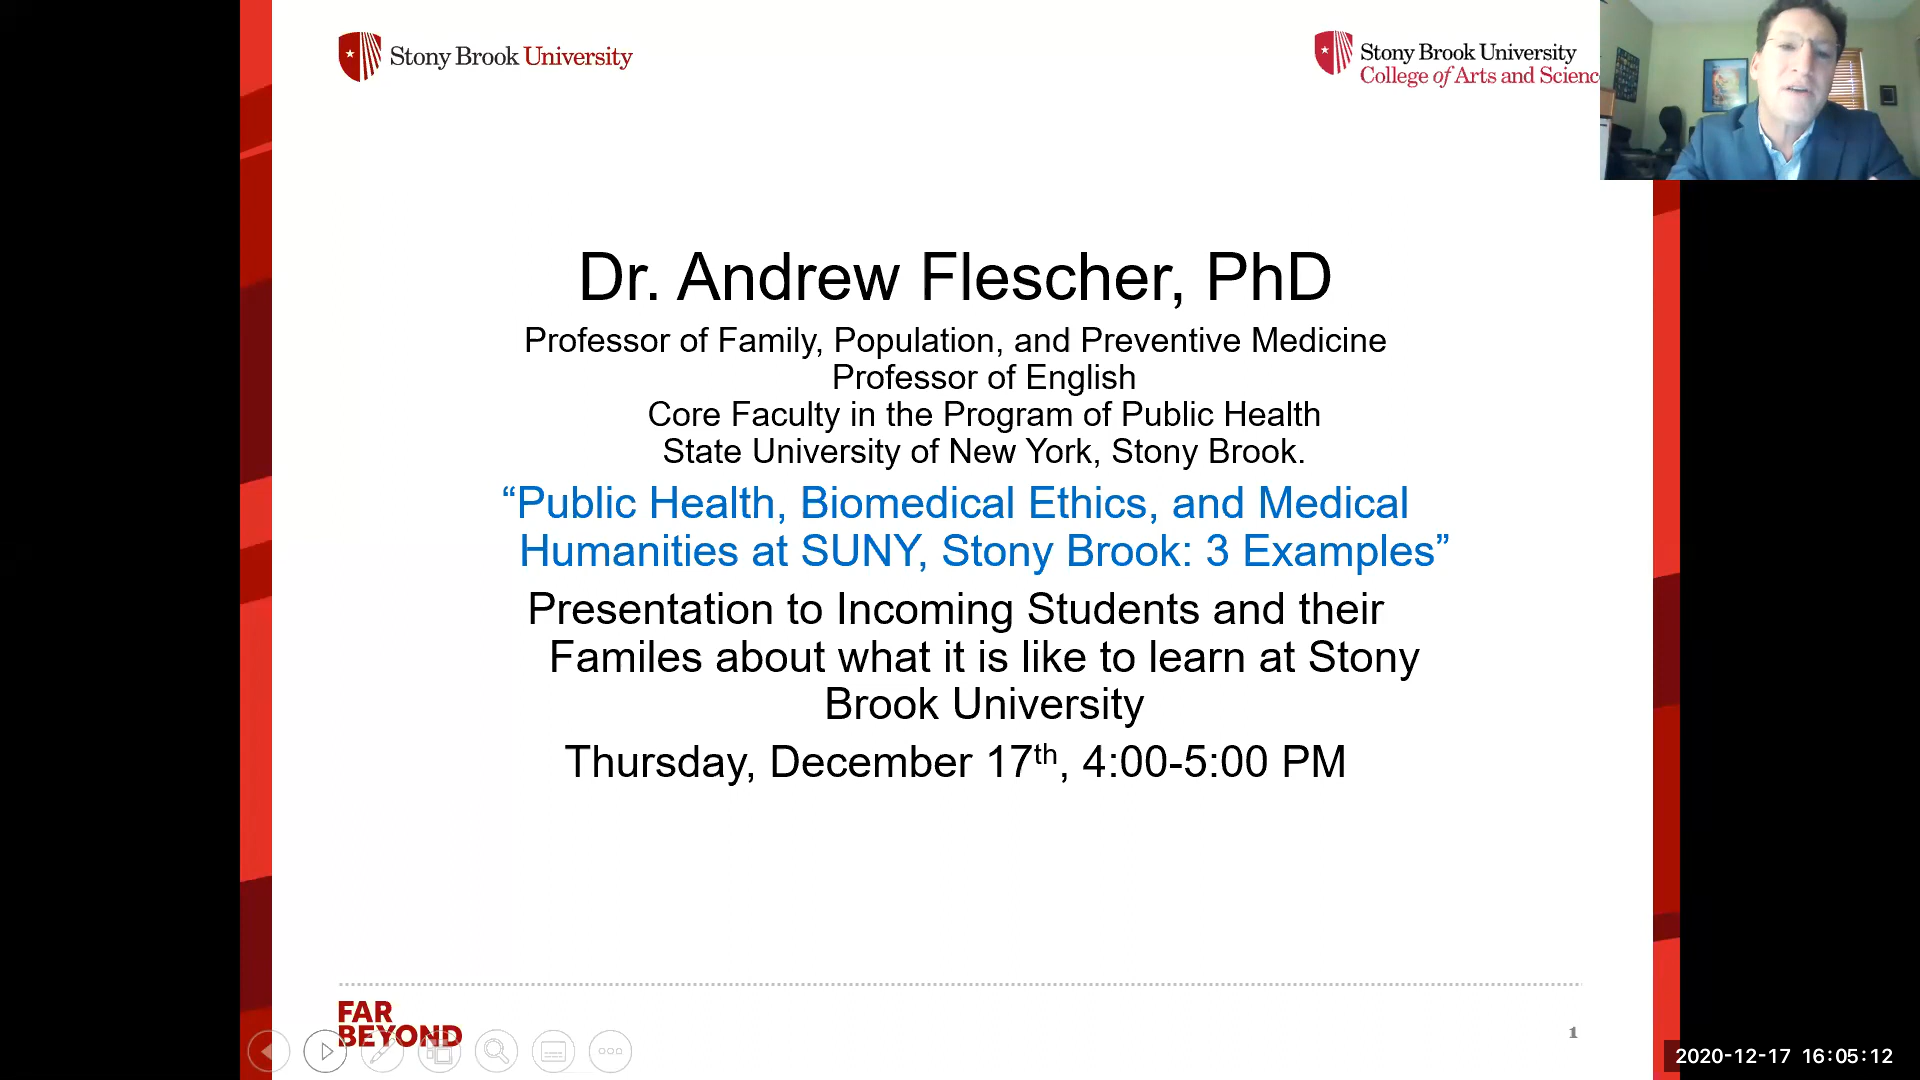 Stony Brook University
Stony Brook University
College of Arts and Scienc
Dr. Andrew Flescher, PhD
Professor of Family, Population, and Preventive Medicine
Professor of English
Core Faculty in the Program of Public Health
State University of New York, Stony Brook.
“Public Health, Biomedical Ethics, and Medical
Humanities at SUNY, Stony Brook: 3 Examples”
Presentation to Incoming Students and their
Familes about what it is like to learn at Stony
Brook University
Thursday, December 17th, 4:00-5:00 PM
FAR
BEYOND
1
2020-12-17 16:05:12